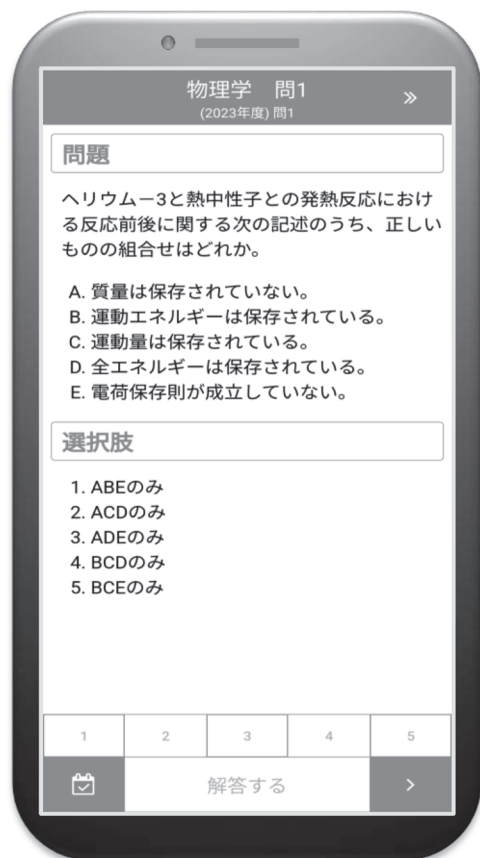 物理学　問1
(2023年度) 問1
問題
ヘリウム－3と熱中性子との発熱反応におけ
る反応前後に関する次の記述のうち、正しい
ものの組合せはどれか。
A. 質量は保存されていない。
B. 運動エネルギーは保存されている。
C. 運動量は保存されている。
D. 全エネルギーは保存されている。
E. 電荷保存則が成立していない。
選択肢
1. ABEのみ
2. ACDのみ
3. ADEのみ
4. BCDのみ
5. BCEのみ
1 2 3 4 5
解答する